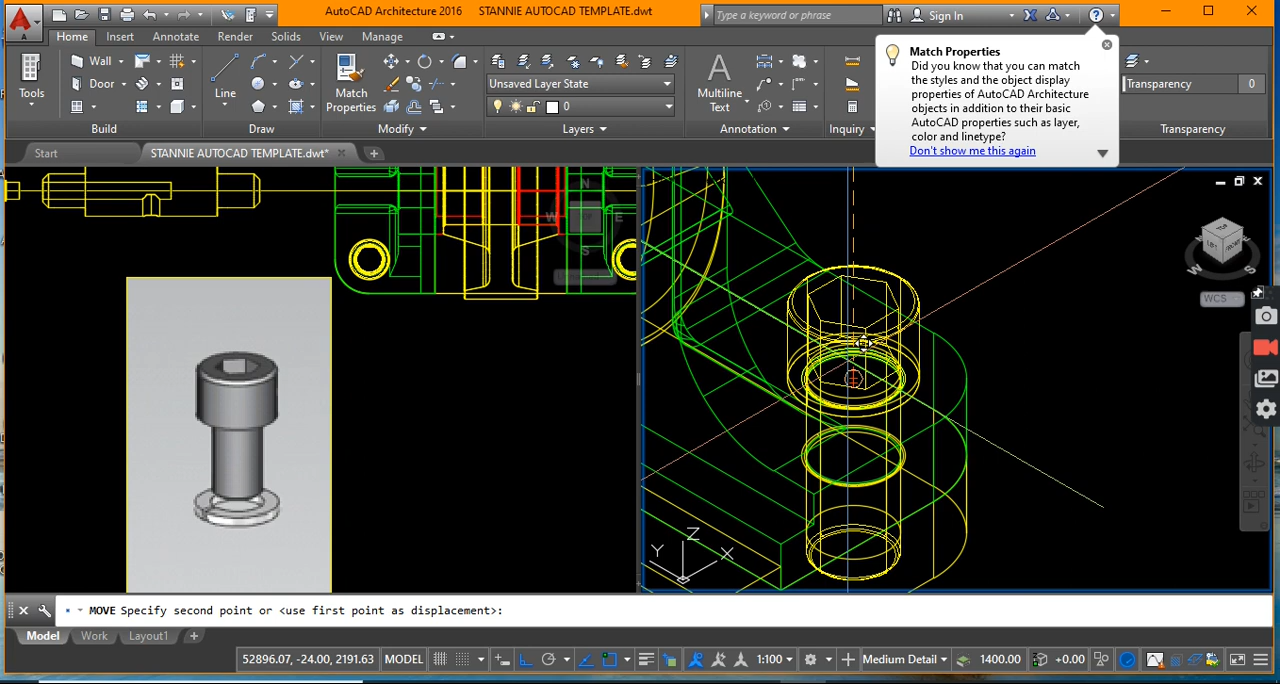 AutoCAD Architecture 2016 STANNIE AUTOCAD TEMPLATE.dwt
Type a keyword or phrase
Sign In
Home Insert Annotate Render Solids View Manage
Tools
Wall
Door
Build
Line
Draw
Match
Properties
Modify
Unsaved Layer State
0
Layers
Multiline
Text
Annotation
Inquiry
Transparency 0
Transparency
Match Properties
Did you know that you can match
the styles and the object display
properties of AutoCAD Architecture
objects in addition to their basic
AutoCAD properties such as layer,
color and linetype?
Don't show me this again
Start STANNIE AUTOCAD TEMPLATE.dwt* +
N
W TOP E
S
TOP
LEFT FRONT
W S
WCS
Z
Y X
MOVE Specify second point or <use first point as displacement>:
Model Work Layout1 +
52896.07, -24.00, 2191.63 MODEL 1:100 Medium Detail 1400.00 +0.00